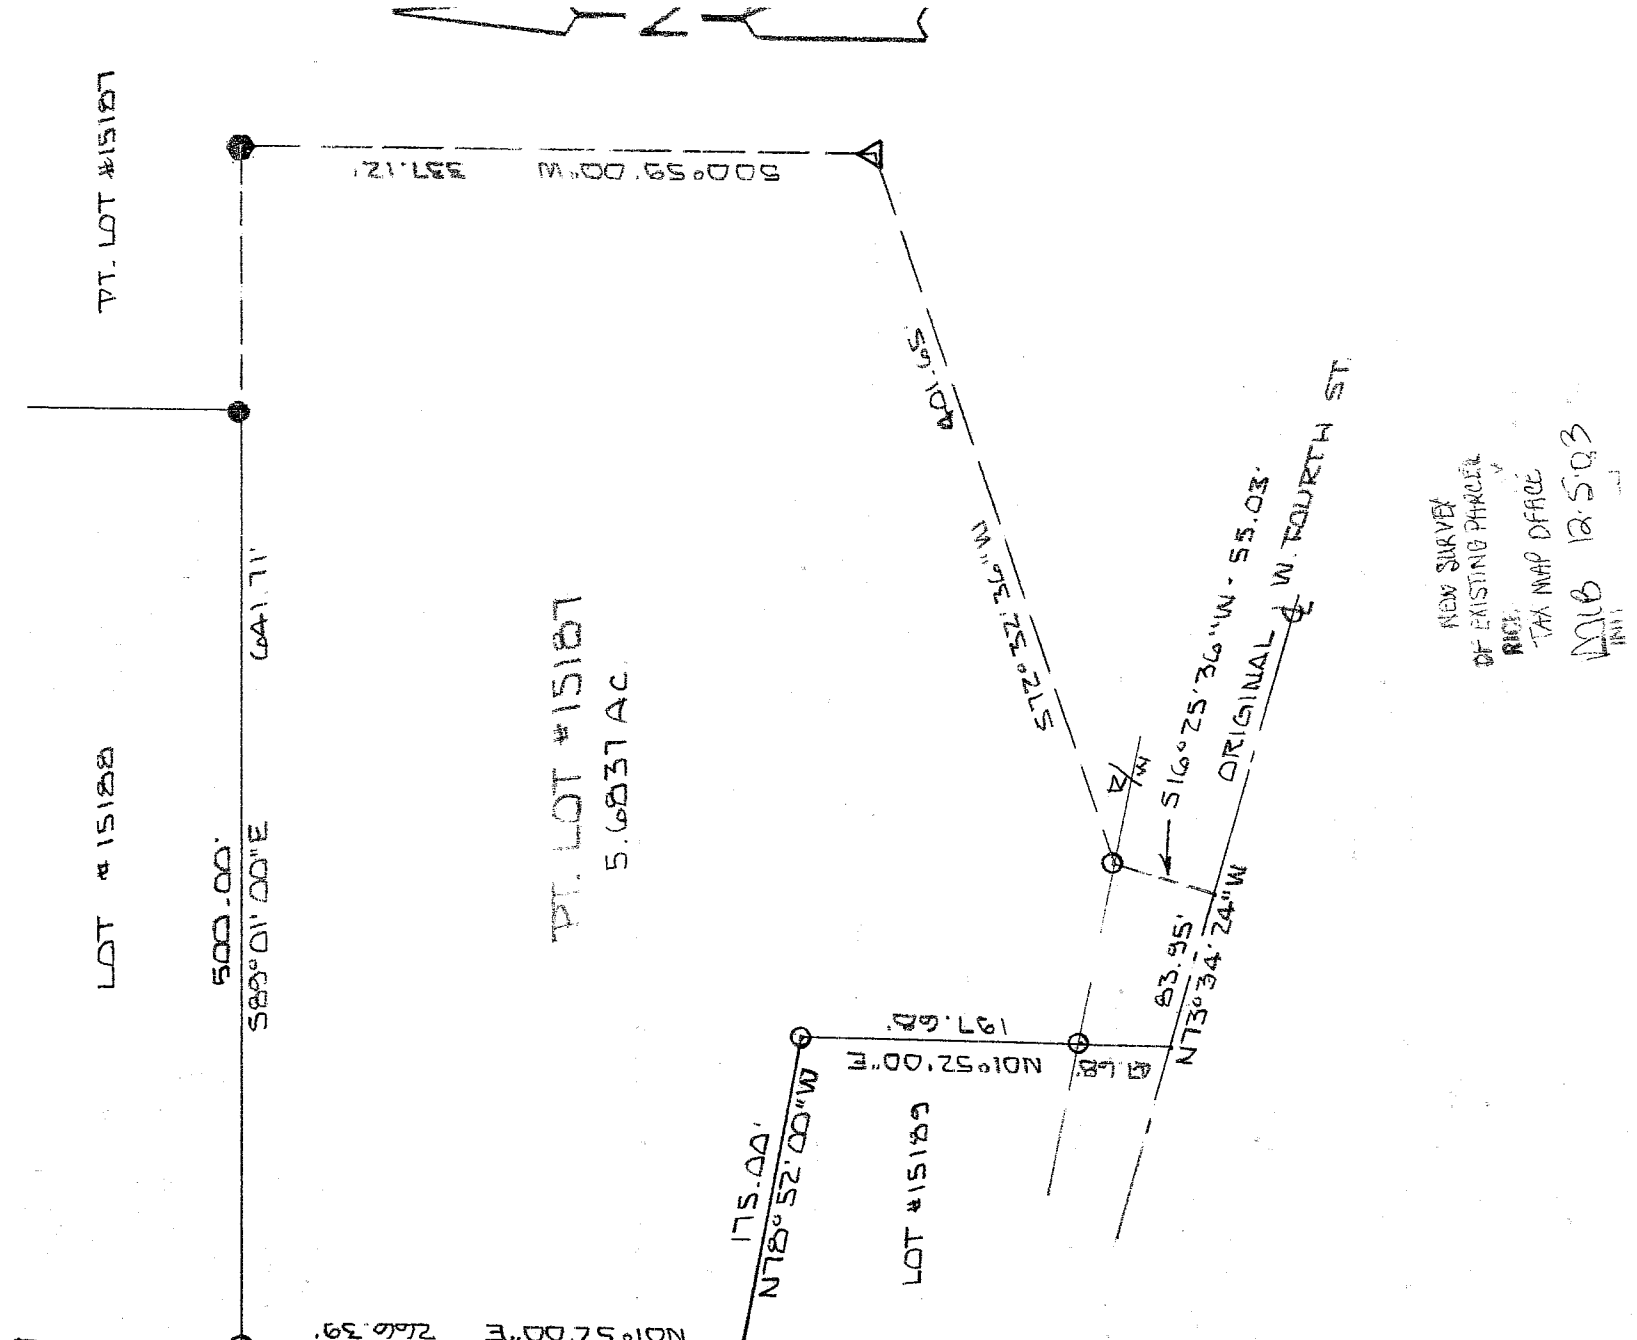 PT. LOT #15187
S00°59'00"W 337.12'
LOT #15188
500.00'
641.71'
S89°01'00"E
PT. LOT #15187
5.6837 AC.
401.65'
S72°32'36"W
R/W
S16°25'36"W - 55.03'
ORIGINAL ℄ W. FOURTH ST.
83.95'
N73°34'24"W
197.68'
N01°52'00"E
LOT #15189
175.00'
N78°52'00"W
N01°52'00"E 266.39'
NEW SURVEY
OF EXISTING PARCEL
TAX MAP OFFICE
12.5.03
INIT